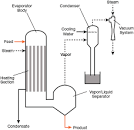 Evaporator
Body
Condenser
Steam
Cooling
Water
Feed
Steam
Vapor
Vacuum
System
Heating
Section
Vapor/Liquid
Separator
Condensate
Product